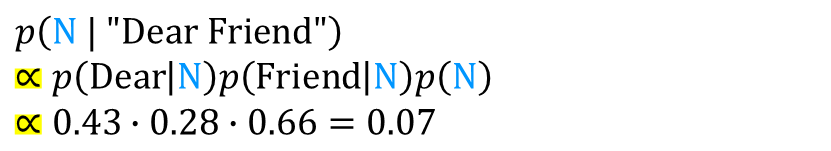 p(N | "Dear Friend")
∝ p(Dear|N)p(Friend|N)p(N)
∝ 0.43 · 0.28 · 0.66 = 0.07